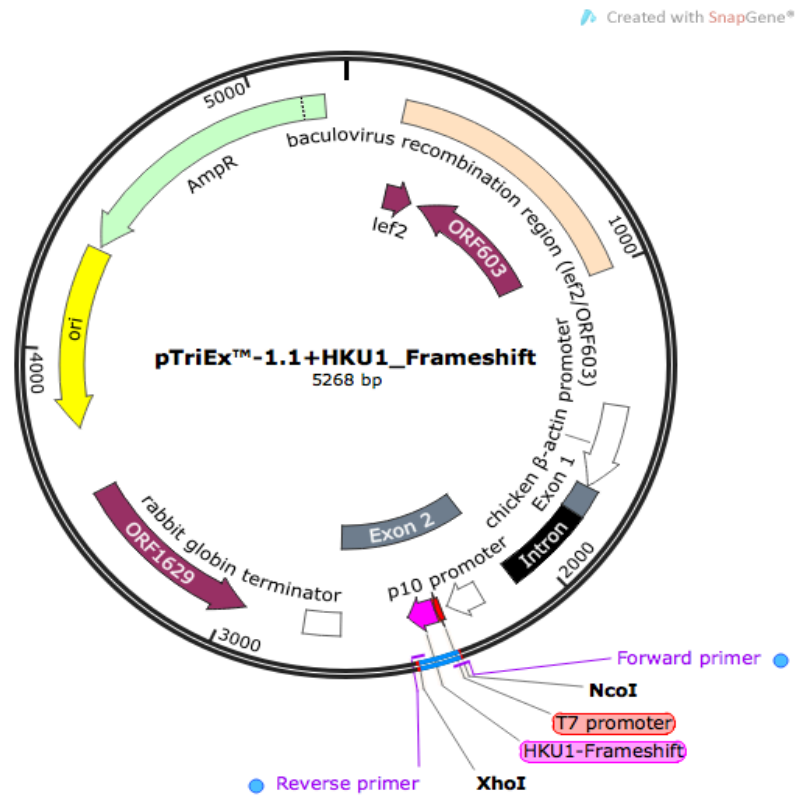 Created with SnapGene®
5000
AmpR
baculovirus recombination region (lef2/ORF603)
lef2
ORF603
1000
ori
4000
pTriEx™-1.1+HKU1_Frameshift
5268 bp
chicken β-actin promoter
Exon 1
Intron
2000
Exon 2
p10 promoter
rabbit globin terminator
ORF1629
3000
Forward primer
NcoI
T7 promoter
HKU1-Frameshift
Reverse primer
XhoI